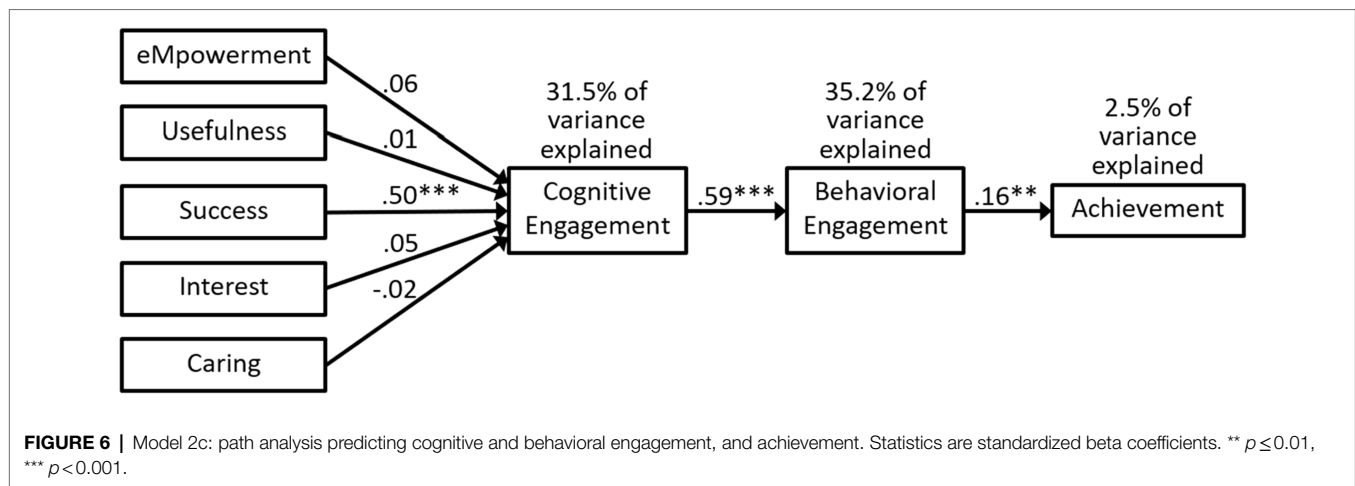 eMpowerment
Usefulness
Success
Interest
Caring
.06
.01
.50***
.05
-.02
31.5% of
variance
explained
Cognitive
Engagement
.59***
35.2% of
variance
explained
Behavioral
Engagement
.16**
2.5% of
variance
explained
Achievement
FIGURE 6 | Model 2c: path analysis predicting cognitive and behavioral engagement, and achievement. Statistics are standardized beta coefficients. ** p ≤ 0.01,
*** p < 0.001.